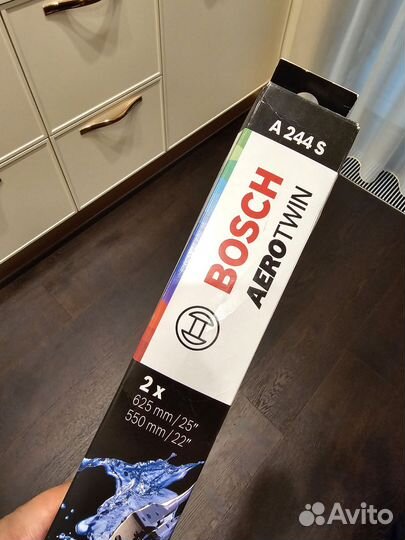 A 244 S
BOSCH
AEROTWIN
2 x
625 mm / 25"
550 mm / 22"
Avito